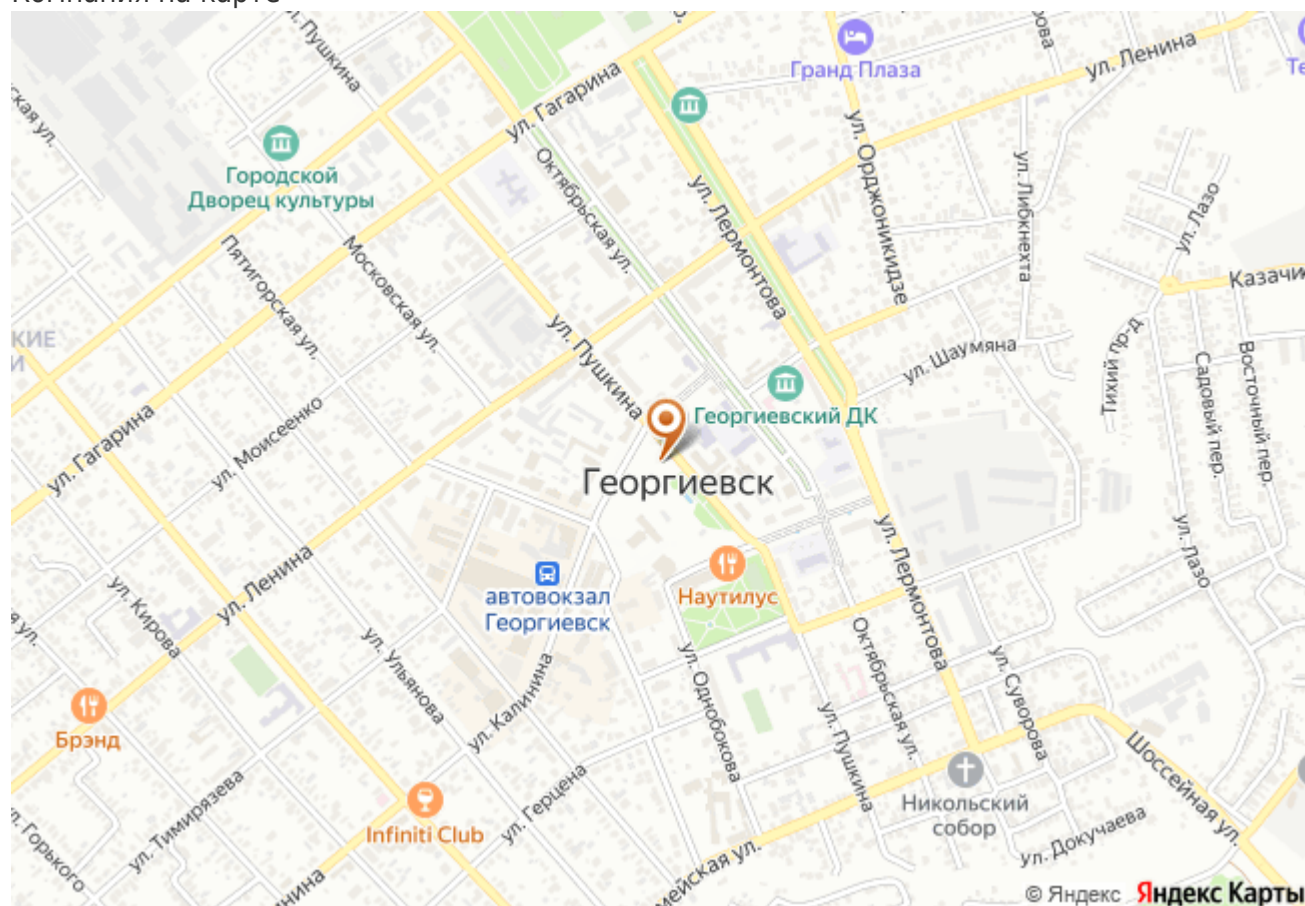 Компания на карте
ул. Пушкина
ул. Гагарина
Гранд Плаза
ул. Ленина
Городской
Дворец культуры
Октябрьская ул.
ул. Лермонтова
ул. Орджоникидзе
ул. Либкнехта
ул. Лазо
Пятигорская ул.
Московская ул.
ул. Пушкина
ул. Шаумяна
Тихий пр-д
Садовый пер.
Восточный пер.
ул. Гагарина
ул. Моисеенко
Георгиевский ДК
Георгиевск
ул. Ленина
автовокзал
Георгиевск
Наутилус
ул. Лермонтова
ул. Лазо
ул. Кирова
ул. Ульянова
ул. Калинина
ул. Однобокова
ул. Пушкина
Октябрьская ул.
ул. Суворова
Брэнд
Шоссейная ул.
ул. Тимирязева
Infiniti Club
ул. Герцена
Никольский
собор
ул. Докучаева
ул. Горького
© Яндекс Яндекс Карты